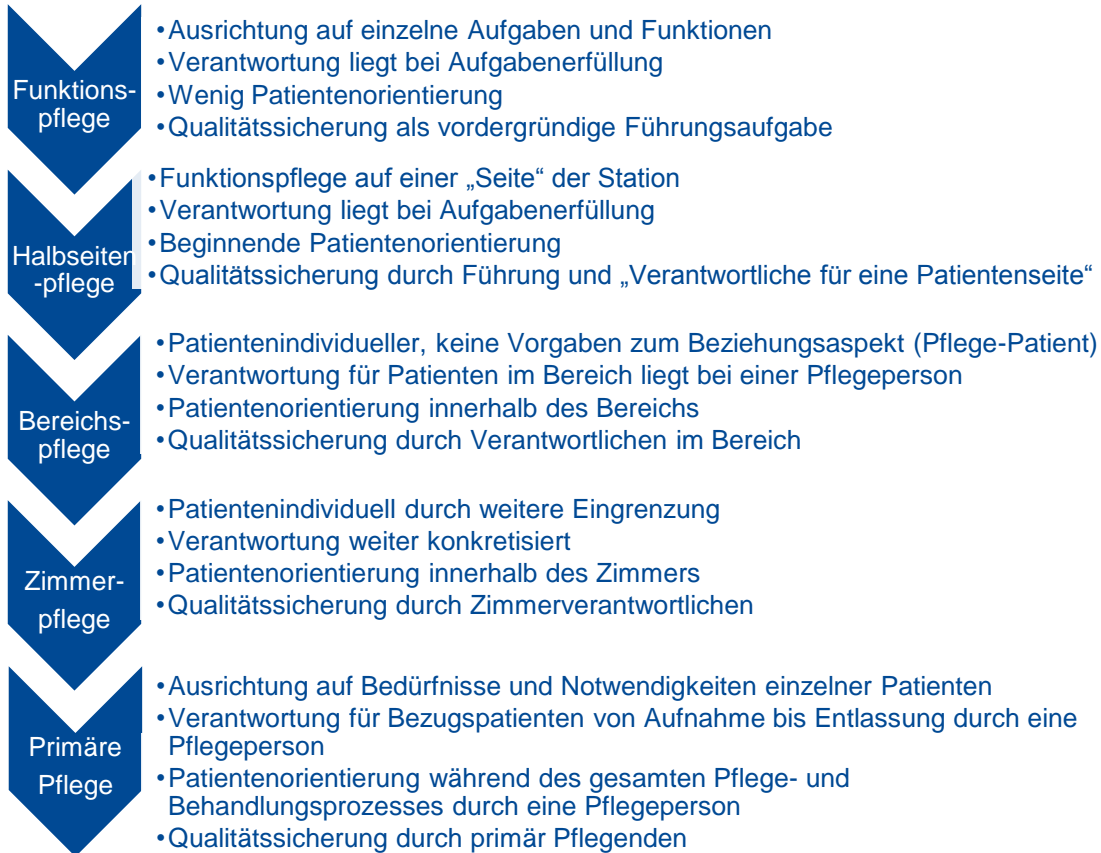 Funktions-
pflege
•Ausrichtung auf einzelne Aufgaben und Funktionen
•Verantwortung liegt bei Aufgabenerfüllung
•Wenig Patientenorientierung
•Qualitätssicherung als vordergründige Führungsaufgabe
Halbseiten
-pflege
•Funktionspflege auf einer „Seite“ der Station
•Verantwortung liegt bei Aufgabenerfüllung
•Beginnende Patientenorientierung
•Qualitätssicherung durch Führung und „Verantwortliche für eine Patientenseite“
Bereichs-
pflege
•Patientenindividueller, keine Vorgaben zum Beziehungsaspekt (Pflege-Patient)
•Verantwortung für Patienten im Bereich liegt bei einer Pflegeperson
•Patientenorientierung innerhalb des Bereichs
•Qualitätssicherung durch Verantwortlichen im Bereich
Zimmer-
pflege
•Patientenindividuell durch weitere Eingrenzung
•Verantwortung weiter konkretisiert
•Patientenorientierung innerhalb des Zimmers
•Qualitätssicherung durch Zimmerverantwortlichen
Primäre
Pflege
•Ausrichtung auf Bedürfnisse und Notwendigkeiten einzelner Patienten
•Verantwortung für Bezugspatienten von Aufnahme bis Entlassung durch eine
Pflegeperson
•Patientenorientierung während des gesamten Pflege- und
Behandlungsprozesses durch eine Pflegeperson
•Qualitätssicherung durch primär Pflegenden